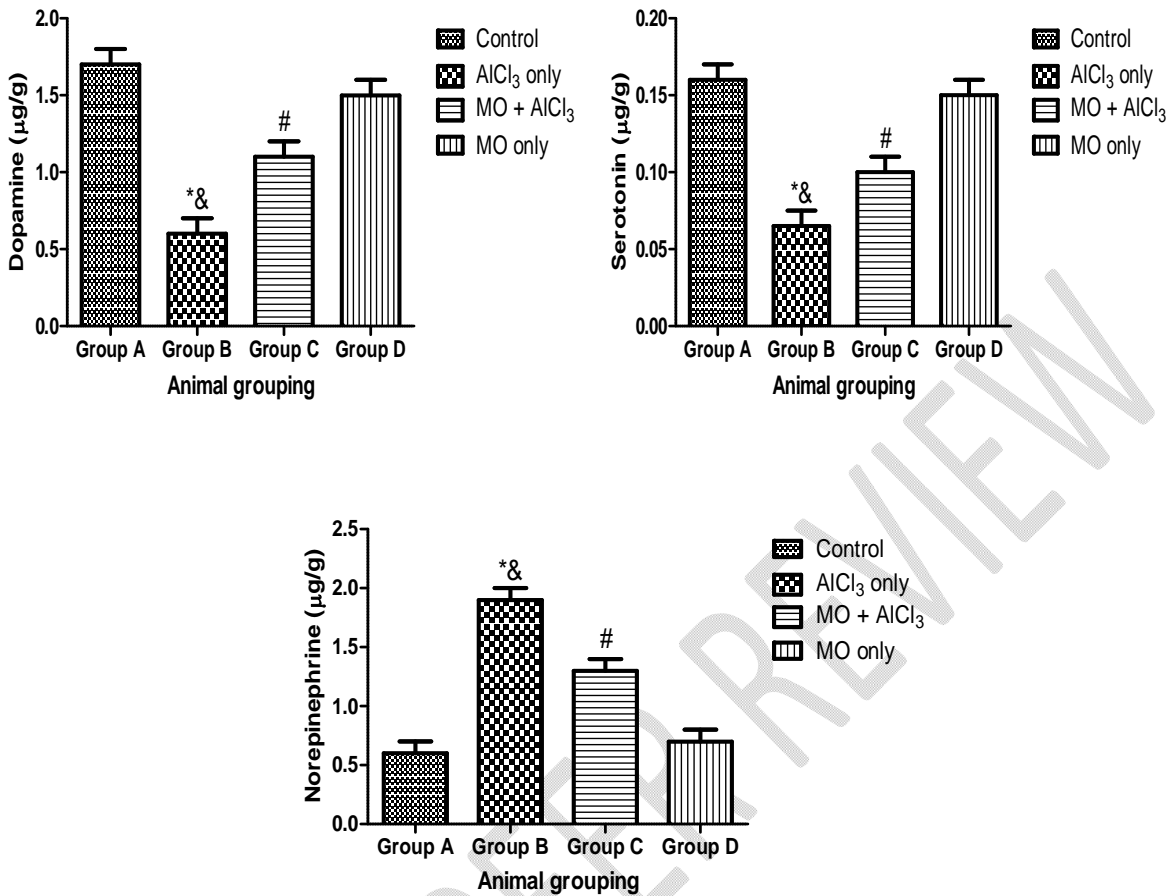 2.0
1.5
1.0
0.5
0.0
Dopamine (µg/g)
*&
#
Group A Group B Group C Group D
Animal grouping
Control
AlCl₃ only
MO + AlCl₃
MO only
0.20
0.15
0.10
0.05
0.00
Serotonin (µg/g)
*&
#
Group A Group B Group C Group D
Animal grouping
Control
AlCl₃ only
MO + AlCl₃
MO only
2.5
2.0
1.5
1.0
0.5
0.0
Norepinephrine (µg/g)
*&
#
Group A Group B Group C Group D
Animal grouping
Control
AlCl₃ only
MO + AlCl₃
MO only
PEER REVIEW